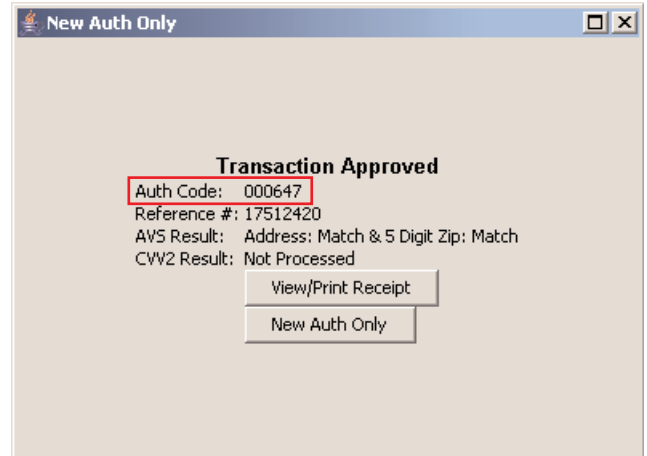 New Auth Only
Transaction Approved
Auth Code: 000647
Reference #: 17512420
AVS Result: Address: Match & 5 Digit Zip: Match
CVV2 Result: Not Processed
View/Print Receipt
New Auth Only